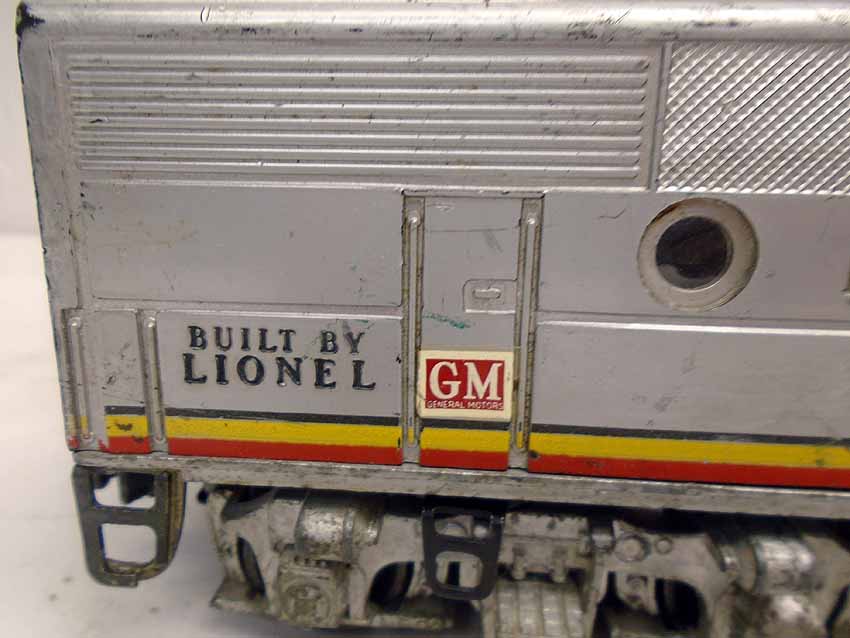 BUILT BY
LIONEL
GM
GENERAL MOTORS